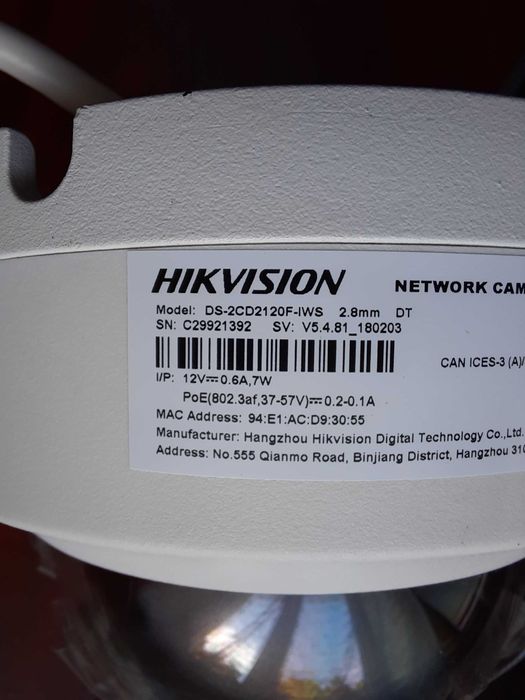 HIKVISION NETWORK CAM
Model: DS-2CD2120F-IWS 2.8mm DT
SN: C29921392 SV: V5.4.81_180203
CAN ICES-3 (A)/
I/P: 12V⎓0.6A,7W
PoE(802.3af,37-57V)⎓0.2-0.1A
MAC Address: 94:E1:AC:D9:30:55
Manufacturer: Hangzhou Hikvision Digital Technology Co.,Ltd.
Address: No.555 Qianmo Road, Binjiang District, Hangzhou 310